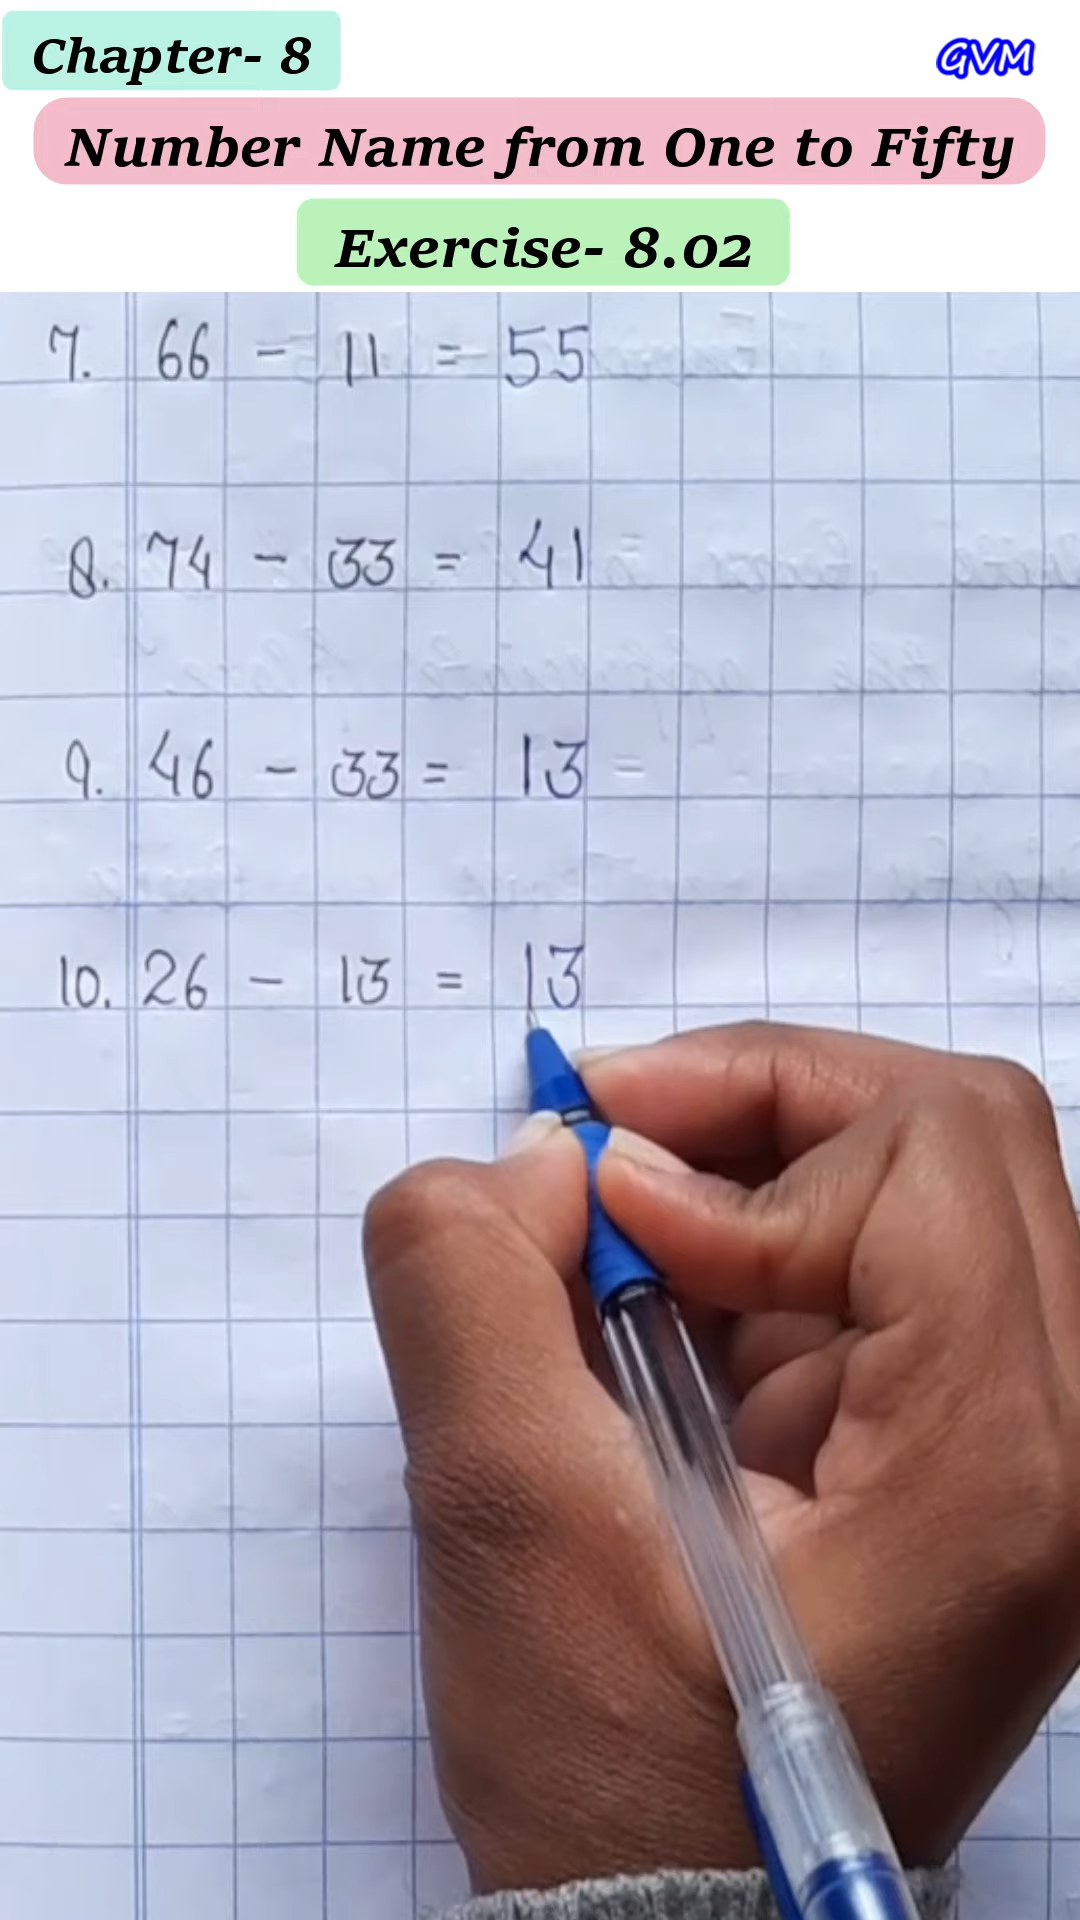 Chapter- 8
GVM
Number Name from One to Fifty
Exercise- 8.02
7. 66 - 11 = 55
8. 74 - 33 = 41
9. 46 - 33 = 13
10. 26 - 13 = 13